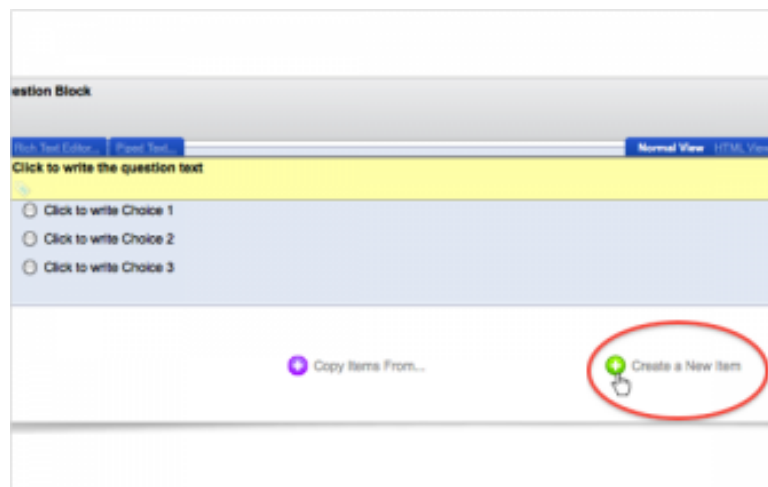 estion Block
Rich Text Editor... Piped Text... Normal View HTML View
Click to write the question text
Click to write Choice 1
Click to write Choice 2
Click to write Choice 3
Copy Items From... Create a New Item